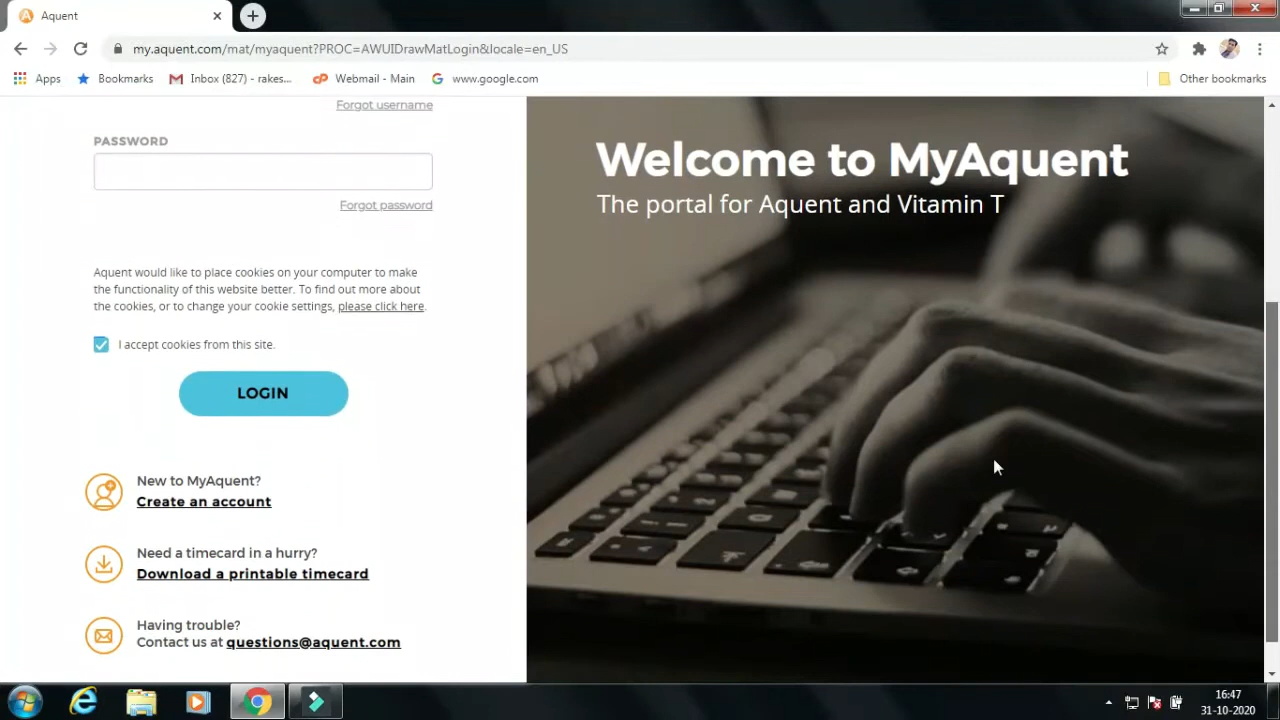 Aquent
my.aquent.com/mat/myaquent?PROC=AWUIDrawMatLogin&locale=en_US
Apps
Bookmarks
Inbox (827) - rakes...
Webmail - Main
www.google.com
Other bookmarks
Forgot username
PASSWORD
Forgot password
Aquent would like to place cookies on your computer to make
the functionality of this website better. To find out more about
the cookies, or to change your cookie settings, please click here.
I accept cookies from this site.
LOGIN
New to MyAquent?
Create an account
Need a timecard in a hurry?
Download a printable timecard
Having trouble?
Contact us at questions@aquent.com
Welcome to MyAquent
The portal for Aquent and Vitamin T
16:47
31-10-2020